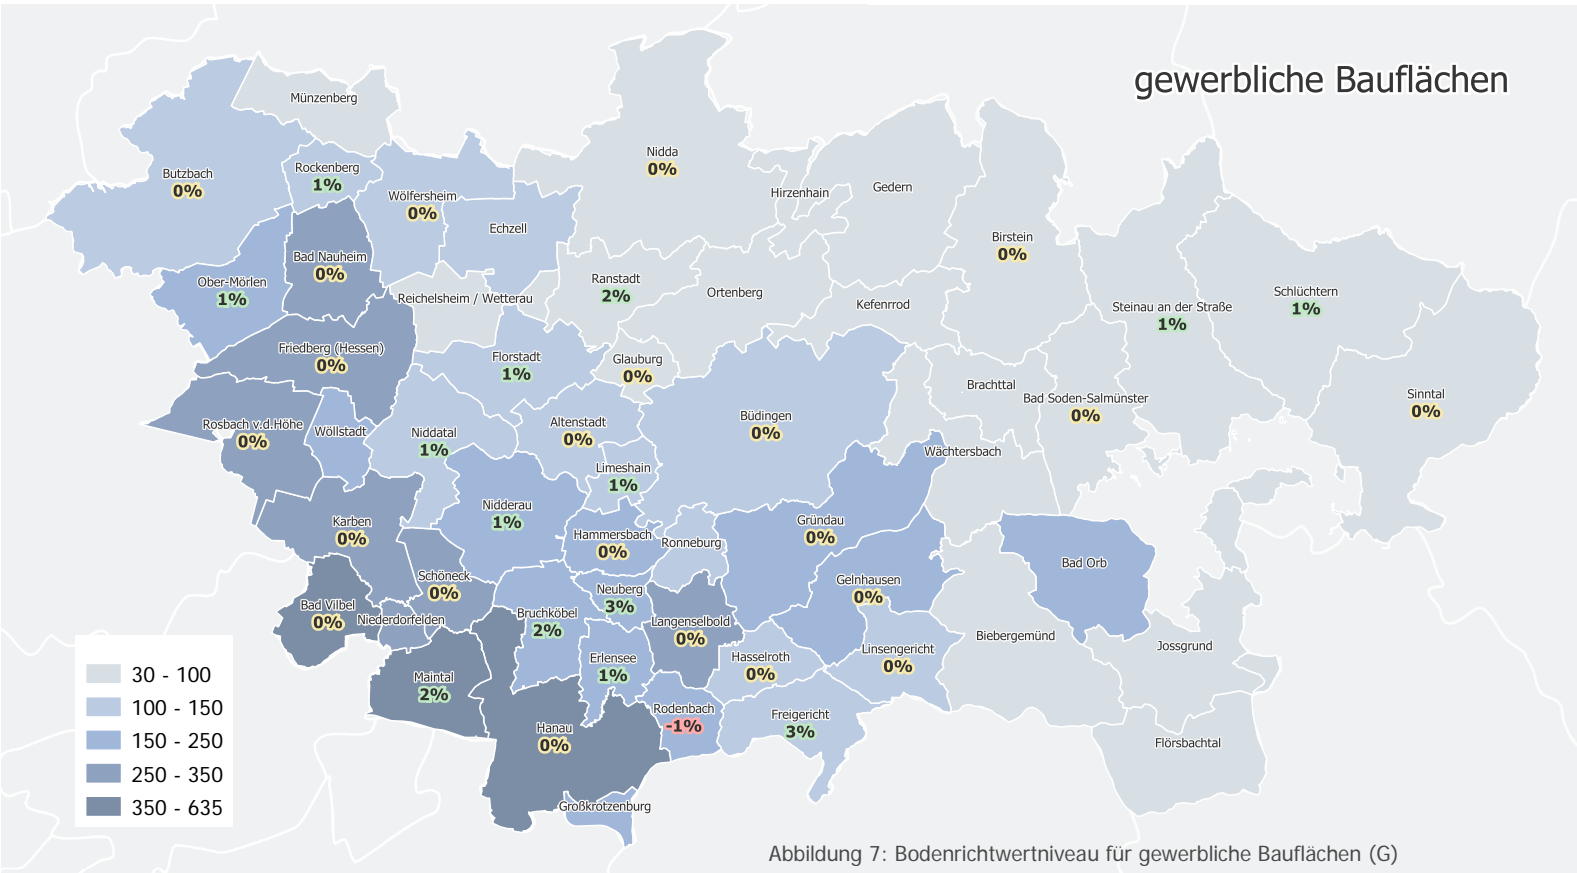 gewerbliche Bauflächen
Münzenberg
Nidda
0%
Butzbach
0%
Rockenberg
1%
Wölfersheim
0%
Hirzenhain
Gedern
Echzell
Birstein
0%
Bad Nauheim
0%
Ober-Mörlen
1%
Reichelsheim / Wetterau
Ranstadt
2%
Ortenberg
Kefenrrod
Steinau an der Straße
1%
Schlüchtern
1%
Friedberg (Hessen)
0%
Florstadt
1%
Glauburg
0%
Brachttal
Bad Soden-Salmünster
0%
Sinntal
0%
Rosbach v.d.Höhe
0%
Wöllstadt
Niddatal
1%
Altenstadt
0%
Büdingen
0%
Limeshain
1%
Wächtersbach
Karben
0%
Nidderau
1%
Hammersbach
0%
Ronneburg
Gründau
0%
Bad Orb
Schöneck
0%
Gelnhausen
0%
Neuberg
3%
Bad Vilbel
0%
Niederdorfelden
Bruchköbel
2%
Langenselbold
0%
Biebergemünd
Jossgrund
Erlensee
1%
Hasselroth
0%
Linsengericht
0%
Maintal
2%
Rodenbach
-1%
Freigericht
3%
Hanau
0%
Flörsbachtal
Großkrotzenburg
30 - 100
100 - 150
150 - 250
250 - 350
350 - 635
Abbildung 7: Bodenrichtwertniveau für gewerbliche Bauflächen (G)